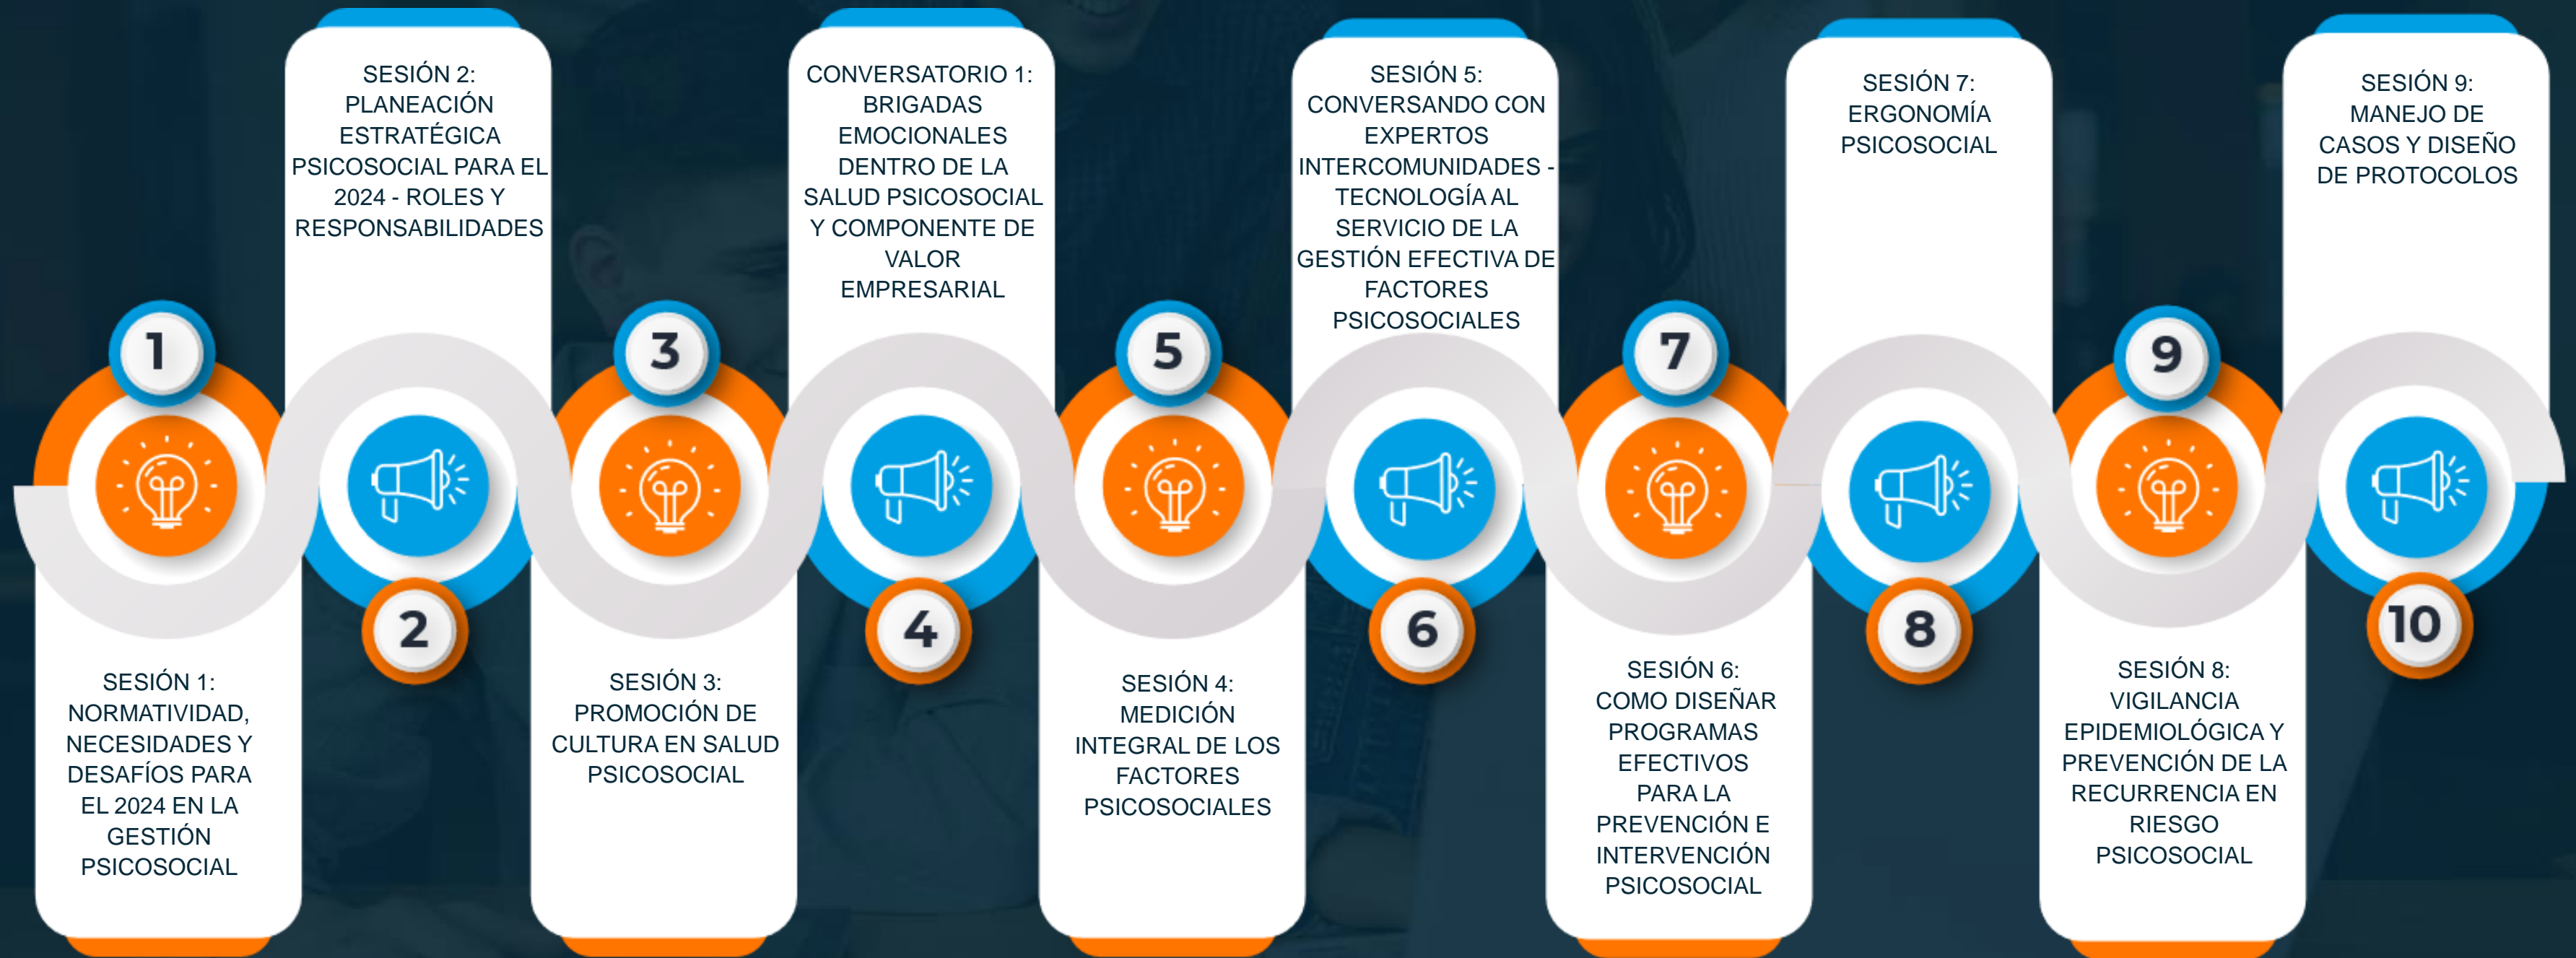 1
SESIÓN 1:
NORMATIVIDAD,
NECESIDADES Y
DESAFÍOS PARA
EL 2024 EN LA
GESTIÓN
PSICOSOCIAL
SESIÓN 2:
PLANEACIÓN
ESTRATÉGICA
PSICOSOCIAL PARA EL
2024 - ROLES Y
RESPONSABILIDADES
2
3
SESIÓN 3:
PROMOCIÓN DE
CULTURA EN SALUD
PSICOSOCIAL
CONVERSATORIO 1:
BRIGADAS
EMOCIONALES
DENTRO DE LA
SALUD PSICOSOCIAL
Y COMPONENTE DE
VALOR
EMPRESARIAL
4
5
SESIÓN 4:
MEDICIÓN
INTEGRAL DE LOS
FACTORES
PSICOSOCIALES
SESIÓN 5:
CONVERSANDO CON
EXPERTOS
INTERCOMUNIDADES -
TECNOLOGÍA AL
SERVICIO DE LA
GESTIÓN EFECTIVA DE
FACTORES
PSICOSOCIALES
6
7
SESIÓN 6:
COMO DISEÑAR
PROGRAMAS
EFECTIVOS
PARA LA
PREVENCIÓN E
INTERVENCIÓN
PSICOSOCIAL
SESIÓN 7:
ERGONOMÍA
PSICOSOCIAL
8
9
SESIÓN 8:
VIGILANCIA
EPIDEMIOLÓGICA Y
PREVENCIÓN DE LA
RECURRENCIA EN
RIESGO
PSICOSOCIAL
SESIÓN 9:
MANEJO DE
CASOS Y DISEÑO
DE PROTOCOLOS
10